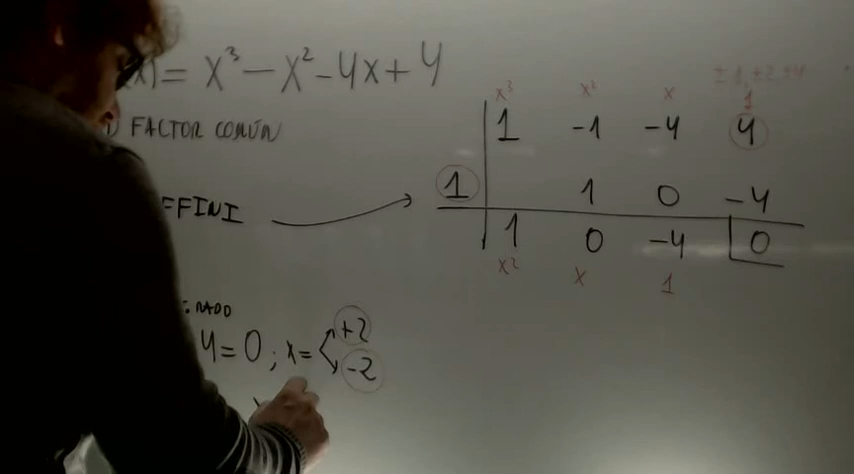 (x) = x³ - x² - 4x + 4
1) FACTOR COMÚN
FFINI
4 = 0 ; x =
+2
-2
± 1, ±2 ±4
x³ x² x 1
1 -1 -4 4
1 1 0 -4
1 0 -4 0
x² x 1